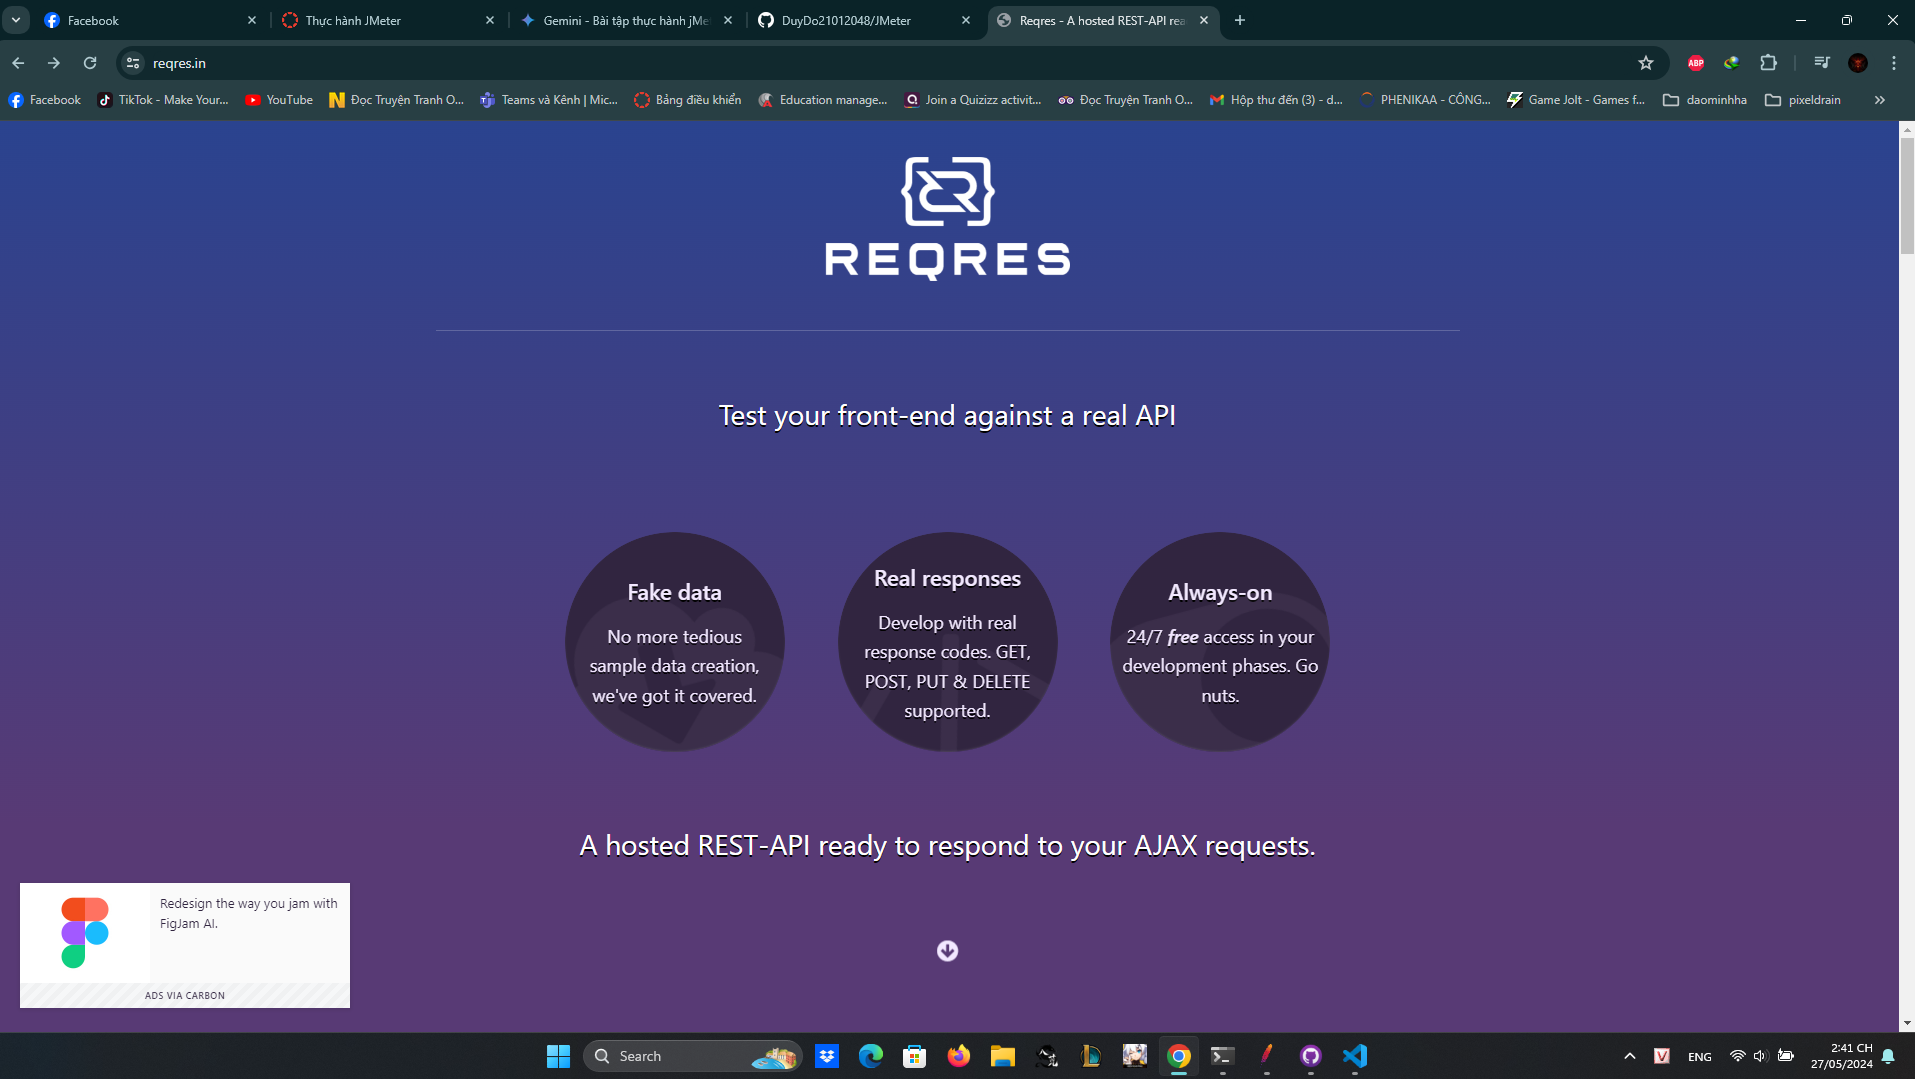 Facebook
Thực hành JMeter
Gemini - Bài tập thực hành jMe
DuyDo21012048/JMeter
Reqres - A hosted REST-API rea
reqres.in
ABP
Facebook
TikTok - Make Your...
YouTube
Đọc Truyện Tranh O...
Teams và Kênh | Mic...
Bảng điều khiển
Education manage...
Join a Quizizz activit...
Đọc Truyện Tranh O...
Hộp thư đến (3) - d...
PHENIKAA - CÔNG...
Game Jolt - Games f...
daominhha
pixeldrain
REQRES
Test your front-end against a real API
Fake data
No more tedious
sample data creation,
we've got it covered.
Real responses
Develop with real
response codes. GET,
POST, PUT & DELETE
supported.
Always-on
24/7 free access in your
development phases. Go
nuts.
A hosted REST-API ready to respond to your AJAX requests.
Redesign the way you jam with
FigJam AI.
ADS VIA CARBON
Search
ENG
2:41 CH
27/05/2024